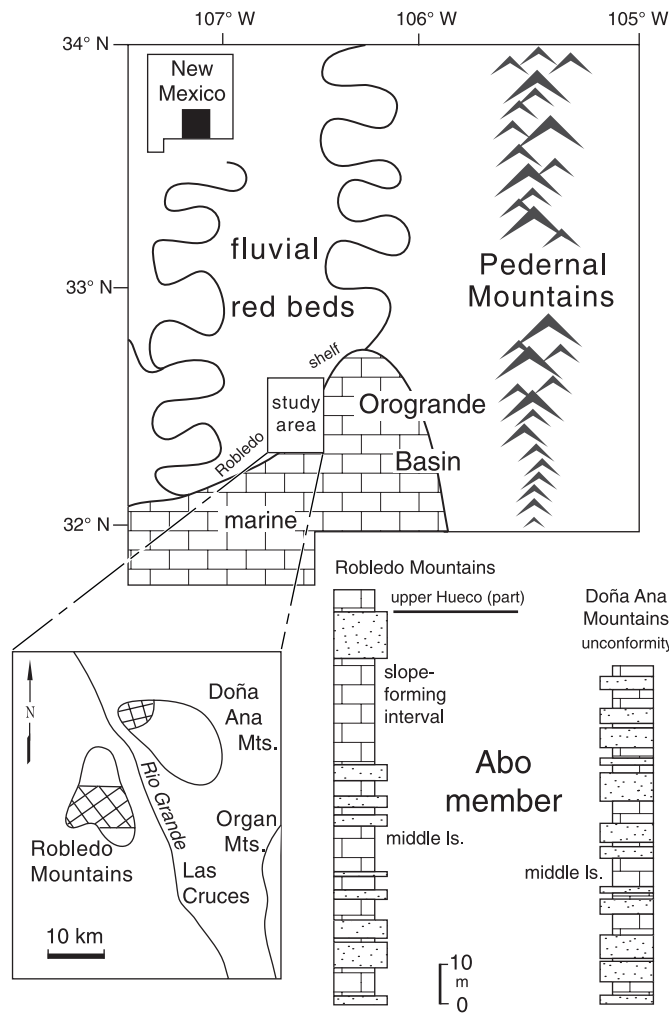 107° W
106° W
105° W
34° N
New
Mexico
fluvial
red beds
33° N
Pedernal
Mountains
shelf
study
area
Orogrande
Basin
Robledo
marine
32° N
Robledo Mountains
upper Hueco (part)
Doña Ana
Mountains
unconformity
slope-
forming
interval
N
Doña
Ana
Mts.
Rio Grande
Organ
Mts.
Robledo
Mountains
Las
Cruces
10 km
Abo
member
middle ls.
middle ls.
10
m
0